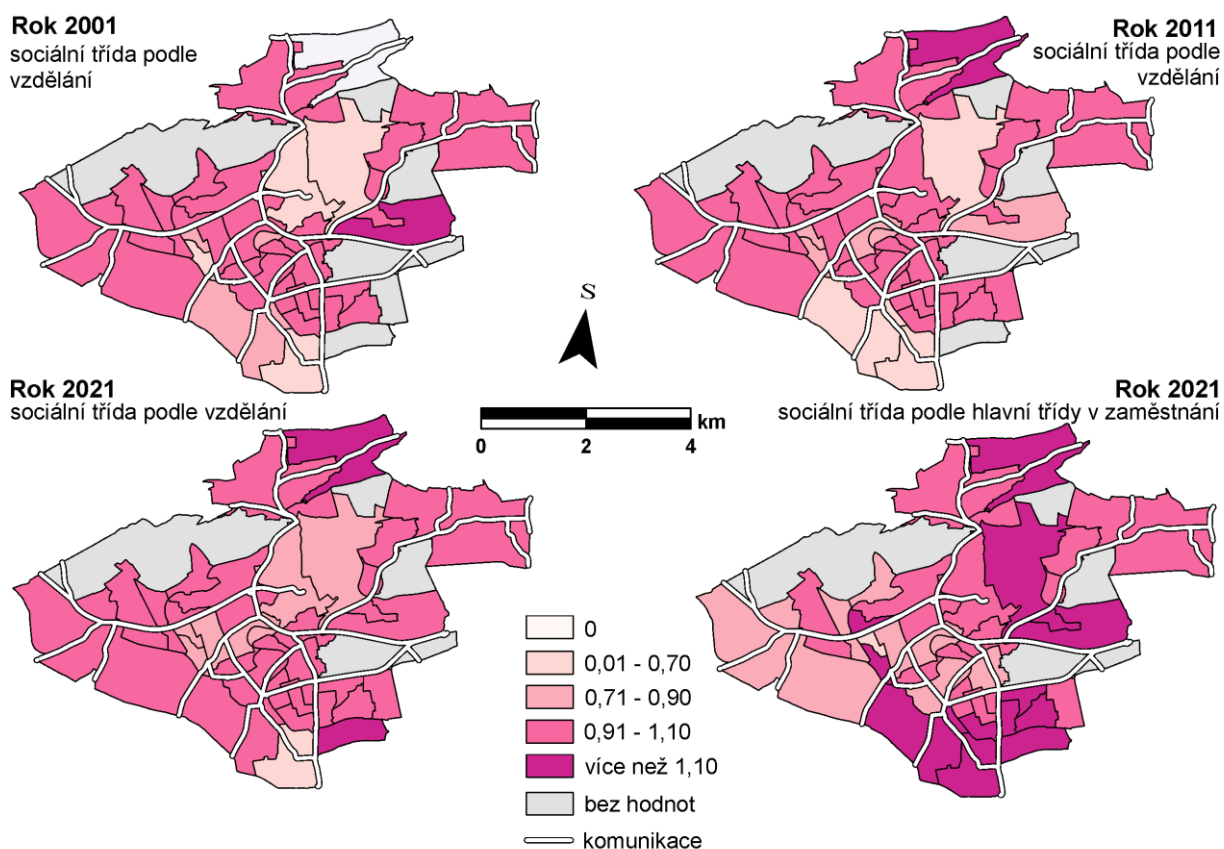 Rok 2001
sociální třída podle
vzdělání
Rok 2011
sociální třída podle
vzdělání
S
Rok 2021
sociální třída podle vzdělání
Rok 2021
sociální třída podle hlavní třídy v zaměstnání
km
0 2 4
0
0,01 - 0,70
0,71 - 0,90
0,91 - 1,10
více než 1,10
bez hodnot
komunikace